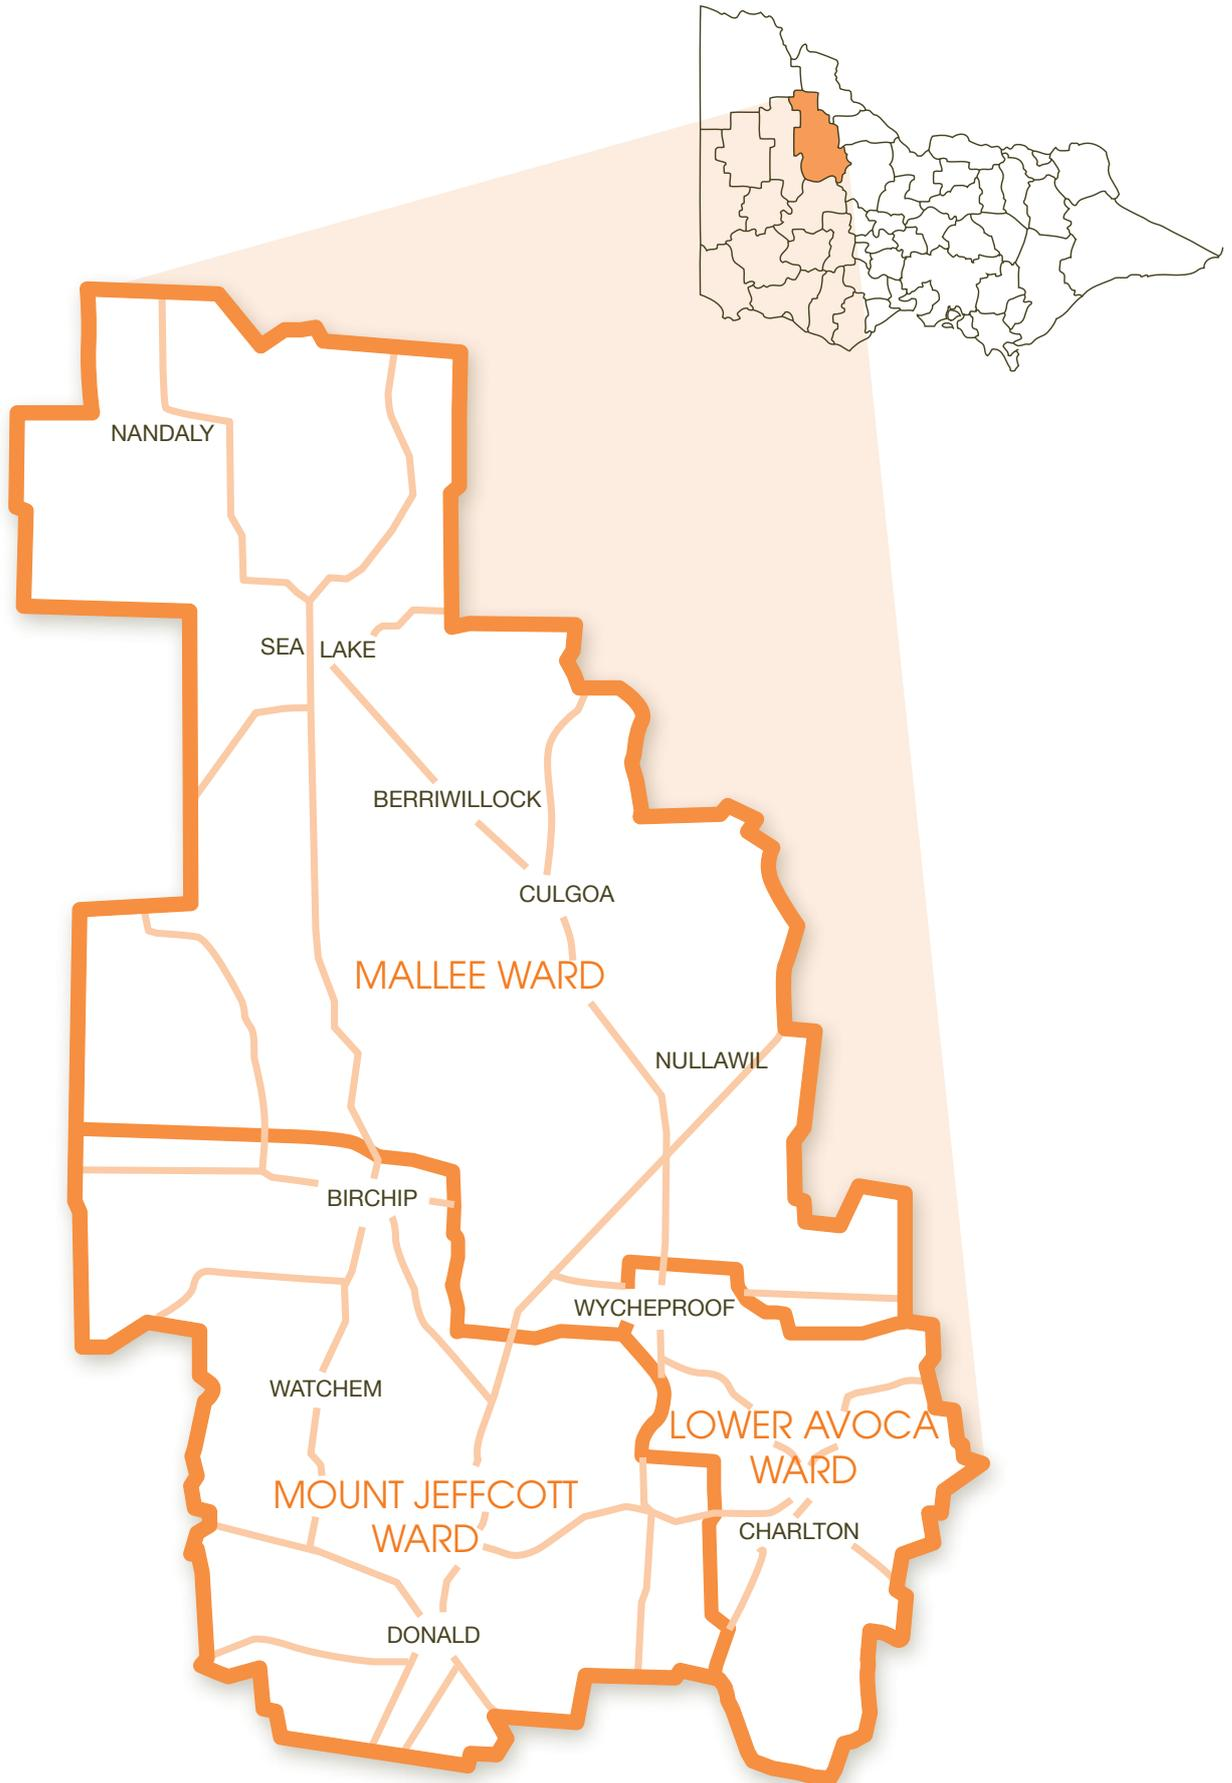 NANDALY
SEA LAKE
BERRIWILLOCK
CULGOA
MALLEE WARD
NULLAWIL
BIRCHIP
WYCHEPROOF
WATCHEM
LOWER AVOCA
WARD
MOUNT JEFFCOTT
WARD
CHARLTON
DONALD